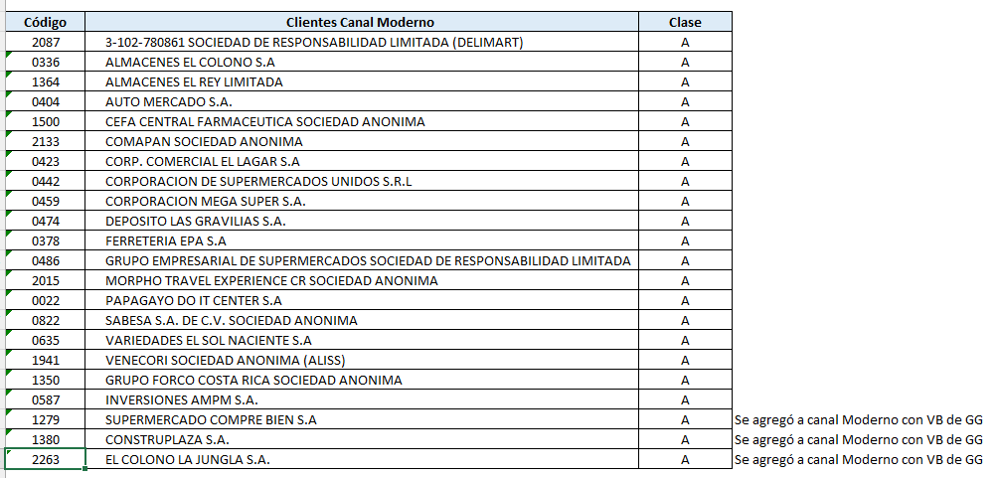 Código Clientes Canal Moderno Clase
2087 3-102-780861 SOCIEDAD DE RESPONSABILIDAD LIMITADA (DELIMART) A
0336 ALMACENES EL COLONO S.A A
1364 ALMACENES EL REY LIMITADA A
0404 AUTO MERCADO S.A. A
1500 CEFA CENTRAL FARMACEUTICA SOCIEDAD ANONIMA A
2133 COMAPAN SOCIEDAD ANONIMA A
0423 CORP. COMERCIAL EL LAGAR S.A A
0442 CORPORACION DE SUPERMERCADOS UNIDOS S.R.L A
0459 CORPORACION MEGA SUPER S.A. A
0474 DEPOSITO LAS GRAVILIAS S.A. A
0378 FERRETERIA EPA S.A A
0486 GRUPO EMPRESARIAL DE SUPERMERCADOS SOCIEDAD DE RESPONSABILIDAD LIMITADA A
2015 MORPHO TRAVEL EXPERIENCE CR SOCIEDAD ANONIMA A
0022 PAPAGAYO DO IT CENTER S.A A
0822 SABESA S.A. DE C.V. SOCIEDAD ANONIMA A
0635 VARIEDADES EL SOL NACIENTE S.A A
1941 VENECORI SOCIEDAD ANONIMA (ALISS) A
1350 GRUPO FORCO COSTA RICA SOCIEDAD ANONIMA A
0587 INVERSIONES AMPM S.A. A
1279 SUPERMERCADO COMPRE BIEN S.A A Se agregó a canal Moderno con VB de GG
1380 CONSTRUPLAZA S.A. A Se agregó a canal Moderno con VB de GG
2263 EL COLONO LA JUNGLA S.A. A Se agregó a canal Moderno con VB de GG